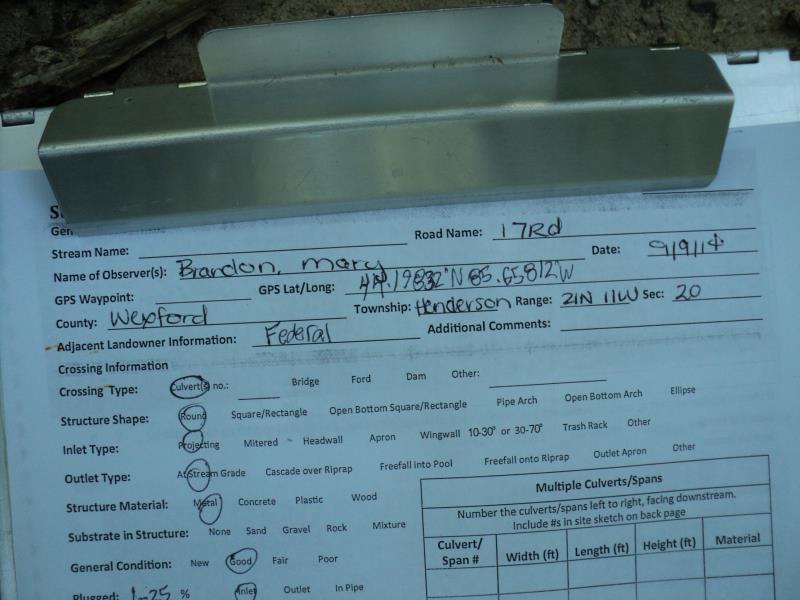 Stream Name: Road Name: 17Rd
Name of Observer(s): Brandon, Mary Date: 9/9/14
GPS Waypoint: GPS Lat/Long: 44.19832°N 85.65812°W
County: Wexford Township: Henderson Range: 21N 11W Sec: 20
Adjacent Landowner Information: Federal Additional Comments:
Crossing Information
Crossing Type: Culvert(s) no.: Bridge Ford Dam Other:
Structure Shape: Round Square/Rectangle Open Bottom Square/Rectangle Pipe Arch Open Bottom Arch Ellipse
Inlet Type: Projecting Mitered Headwall Apron Wingwall 10-30° or 30-70° Trash Rack Other
Outlet Type: At Stream Grade Cascade over Riprap Freefall into Pool Freefall onto Riprap Outlet Apron Other
Structure Material: Metal Concrete Plastic Wood
Substrate in Structure: None Sand Gravel Rock Mixture
General Condition: New Good Fair Poor
Plugged: 1-25 % Inlet Outlet In Pipe
Multiple Culverts/Spans
Number the culverts/spans left to right, facing downstream.
Include #s in site sketch on back page
Culvert/ Span # Width (ft) Length (ft) Height (ft) Material